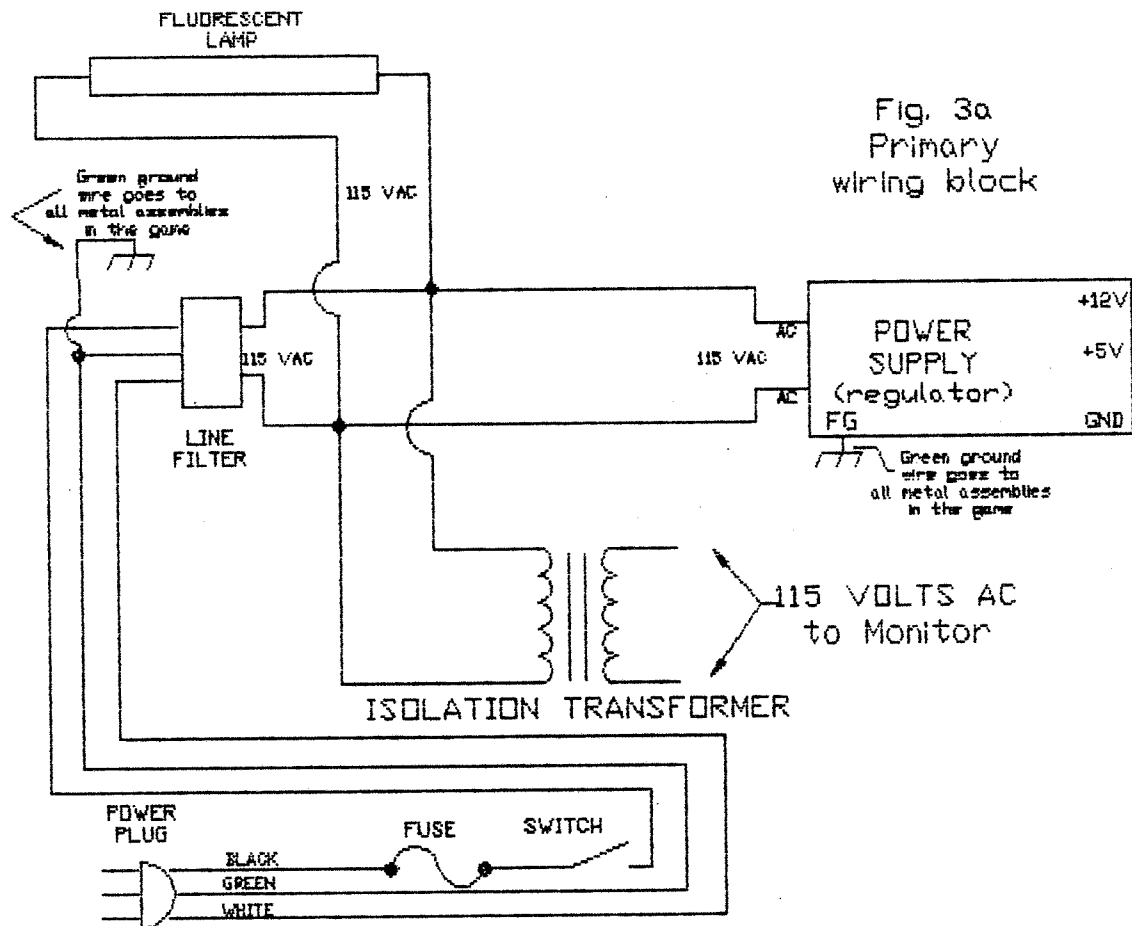 FLUORESCENT
LAMP
Fig. 3a
Primary
wiring block
Green ground
wire goes to
all metal assemblies
in the game
115 VAC
LINE
FILTER
115 VAC
115 VAC
AC
AC
POWER
SUPPLY
(regulator)
+12V
+5V
FG
GND
Green ground
wire goes to
all metal assemblies
in the game
115 VOLTS AC
to Monitor
ISOLATION TRANSFORMER
POWER
PLUG
BLACK
GREEN
WHITE
FUSE
SWITCH